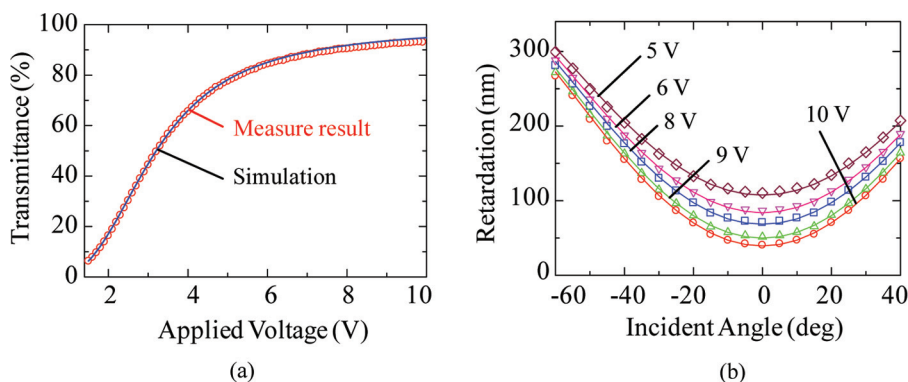 100
80
60
40
20
0
Transmittance (%)
Measure result
Simulation
2 4 6 8 10
Applied Voltage (V)
(a)
300
200
100
0
Retardation (nm)
5 V
6 V
8 V
9 V
10 V
-60 -40 -20 0 20 40
Incident Angle (deg)
(b)